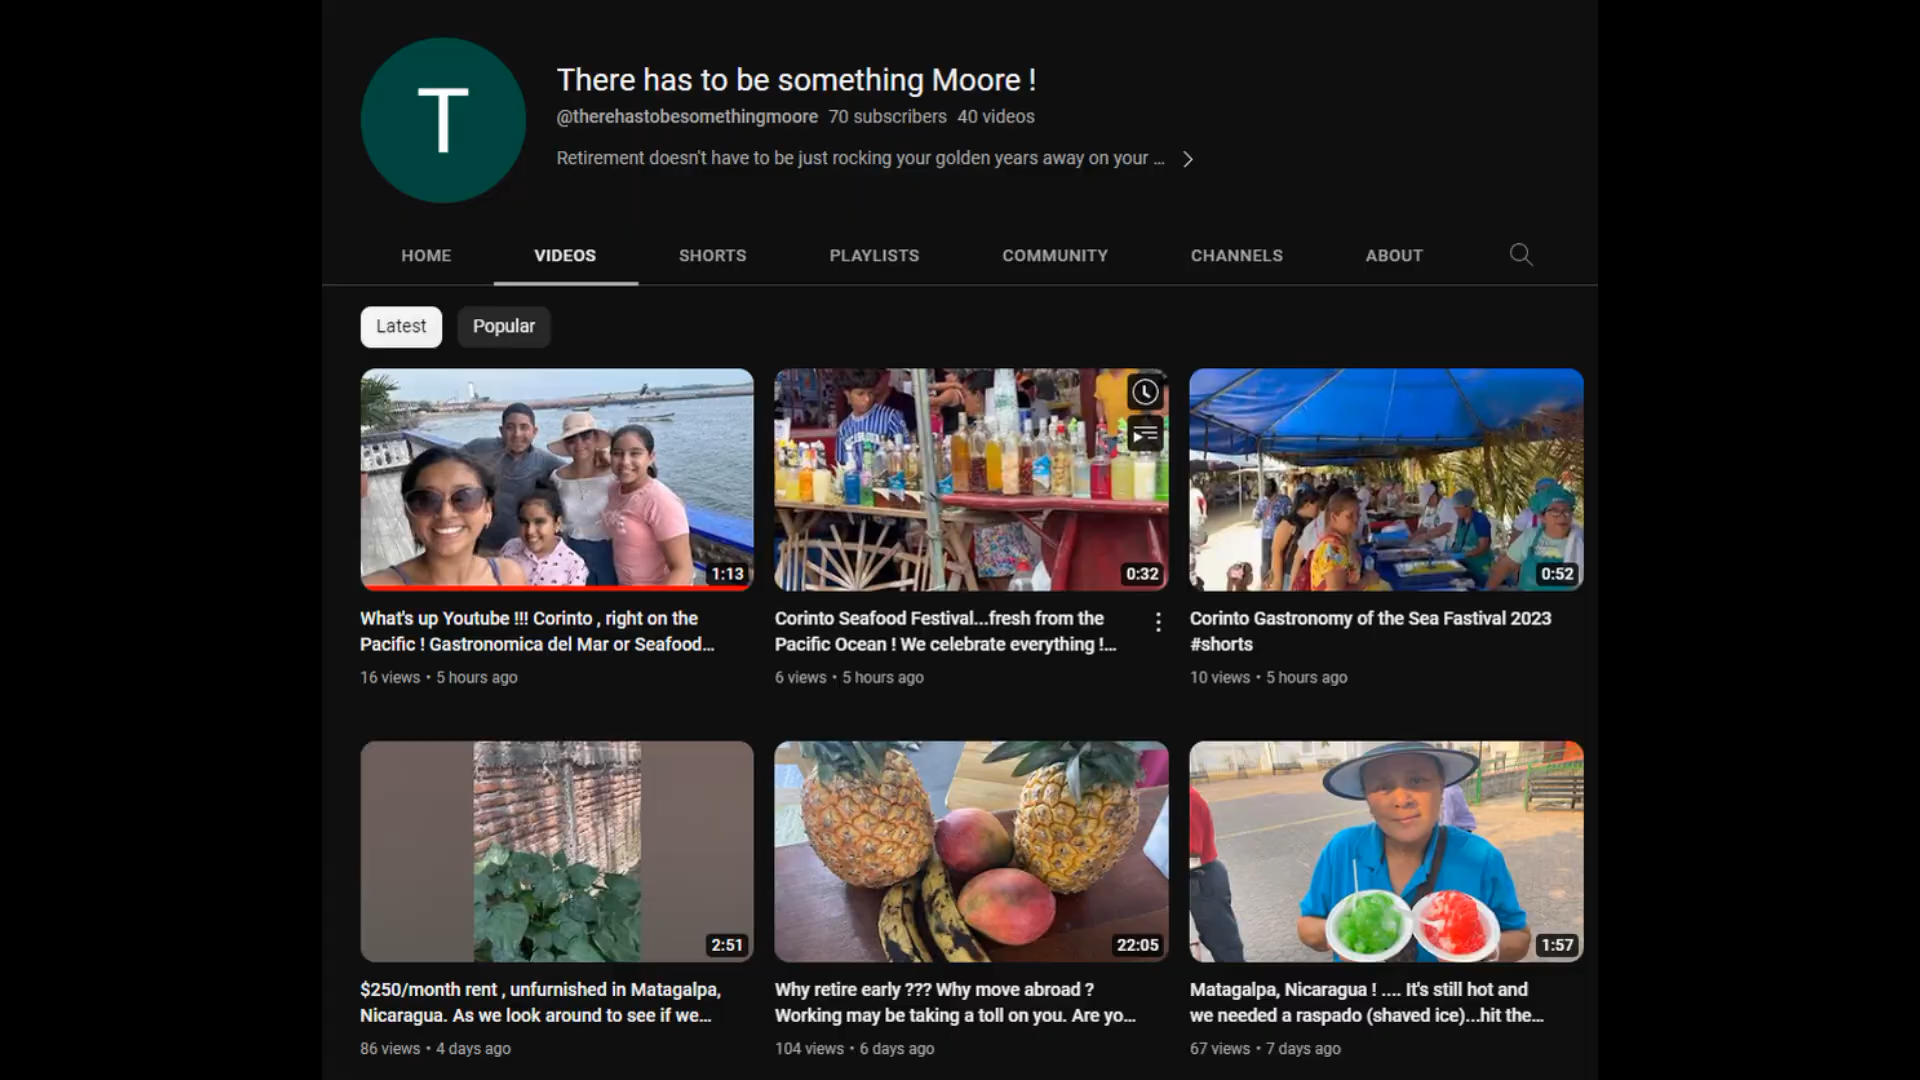 T
There has to be something Moore !
@therehastobesomethingmoore 70 subscribers 40 videos
Retirement doesn't have to be just rocking your golden years away on your ...
HOME VIDEOS SHORTS PLAYLISTS COMMUNITY CHANNELS ABOUT
Latest Popular
1:13
0:32
0:52
What's up Youtube !!! Corinto , right on the
Pacific ! Gastronomica del Mar or Seafood...
16 views • 5 hours ago
Corinto Seafood Festival...fresh from the
Pacific Ocean ! We celebrate everything !...
6 views • 5 hours ago
Corinto Gastronomy of the Sea Fastival 2023
#shorts
10 views • 5 hours ago
2:51
22:05
1:57
$250/month rent , unfurnished in Matagalpa,
Nicaragua. As we look around to see if we...
86 views • 4 days ago
Why retire early ??? Why move abroad ?
Working may be taking a toll on you. Are yo...
104 views • 6 days ago
Matagalpa, Nicaragua ! .... It's still hot and
we needed a raspado (shaved ice)...hit the...
67 views • 7 days ago